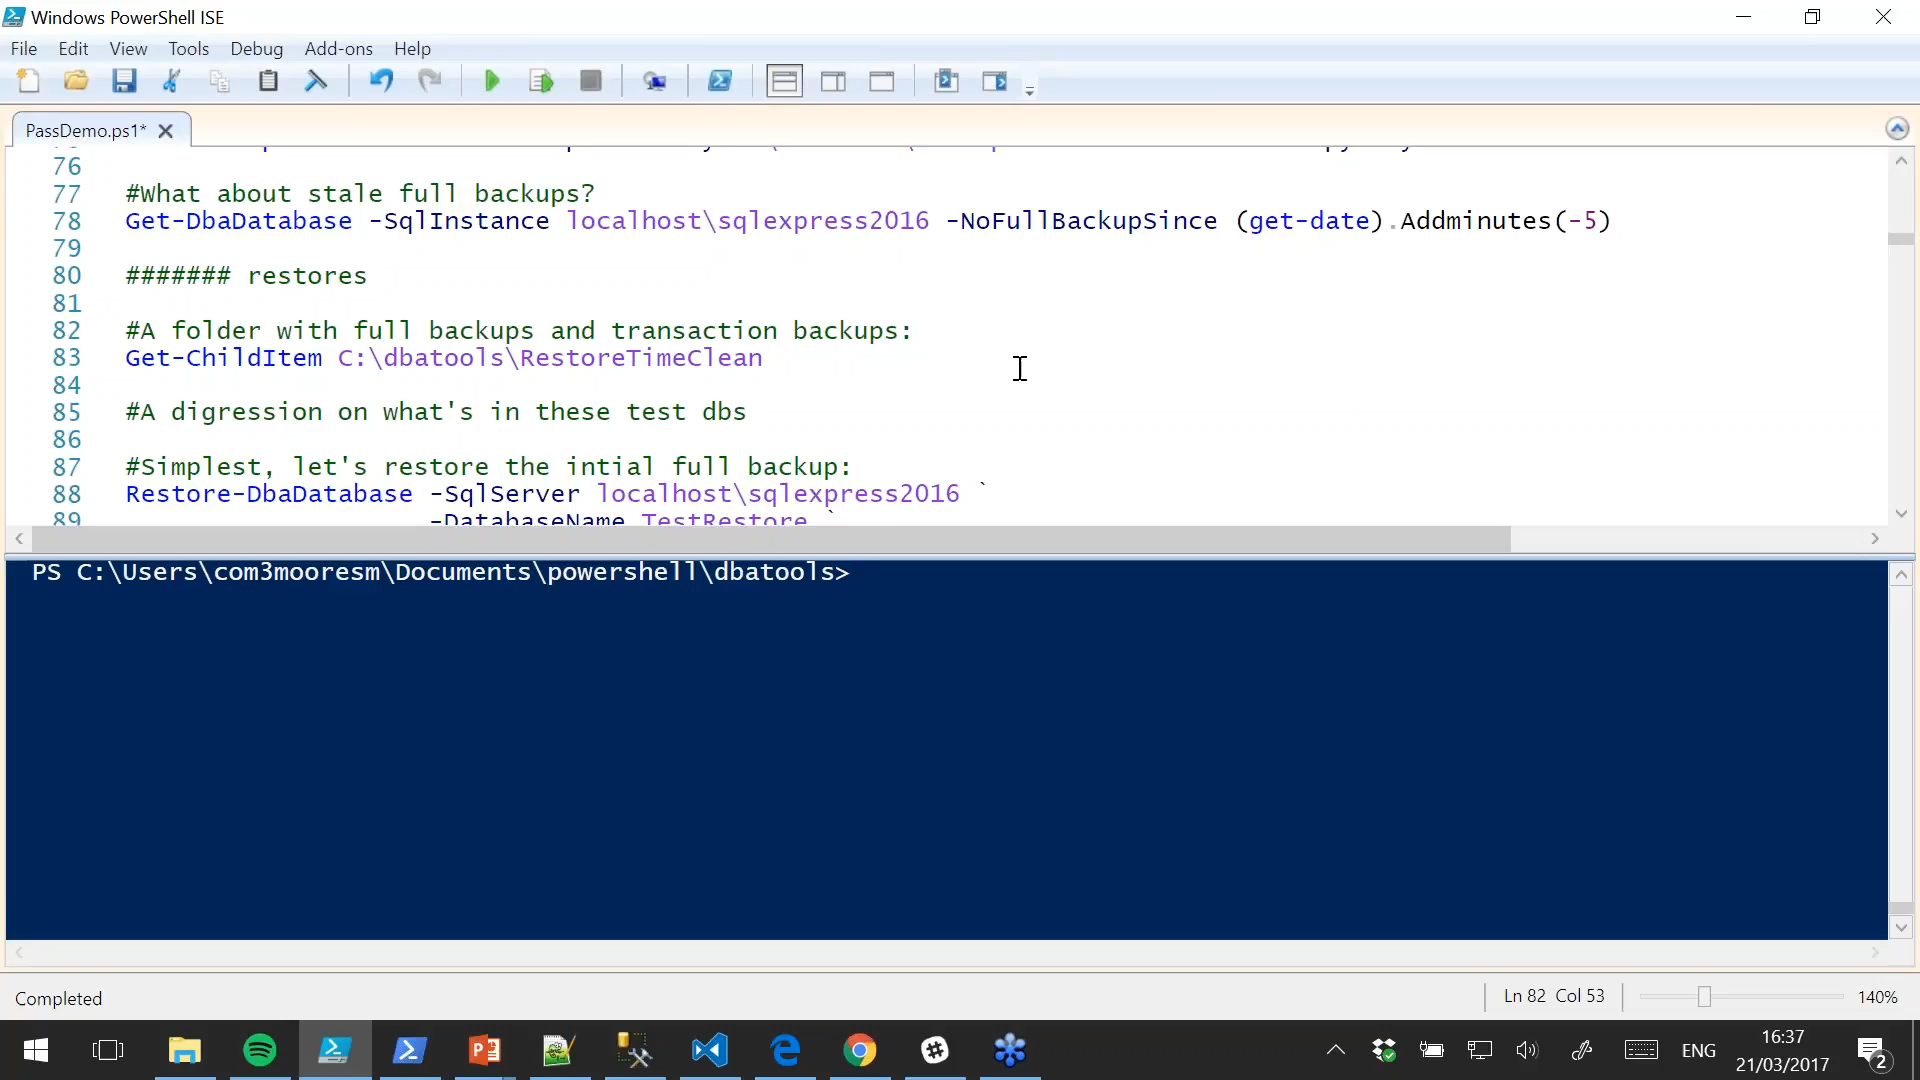 Windows PowerShell ISE
File Edit View Tools Debug Add-ons Help
PassDemo.ps1*
76
77 #What about stale full backups?
78 Get-DbaDatabase -SqlInstance localhost\sqlexpress2016 -NoFullBackupSince (get-date).Addminutes(-5)
79
80 ####### restores
81
82 #A folder with full backups and transaction backups:
83 Get-ChildItem C:\dbatools\RestoreTimeClean
84
85 #A digression on what's in these test dbs
86
87 #Simplest, let's restore the intial full backup:
88 Restore-DbaDatabase -SqlServer localhost\sqlexpress2016 `
89 -DatabaseName TestRestore `
PS C:\Users\com3mooresm\Documents\powershell\dbatools>
Completed
Ln 82 Col 53
140%
ENG
16:37
21/03/2017
2